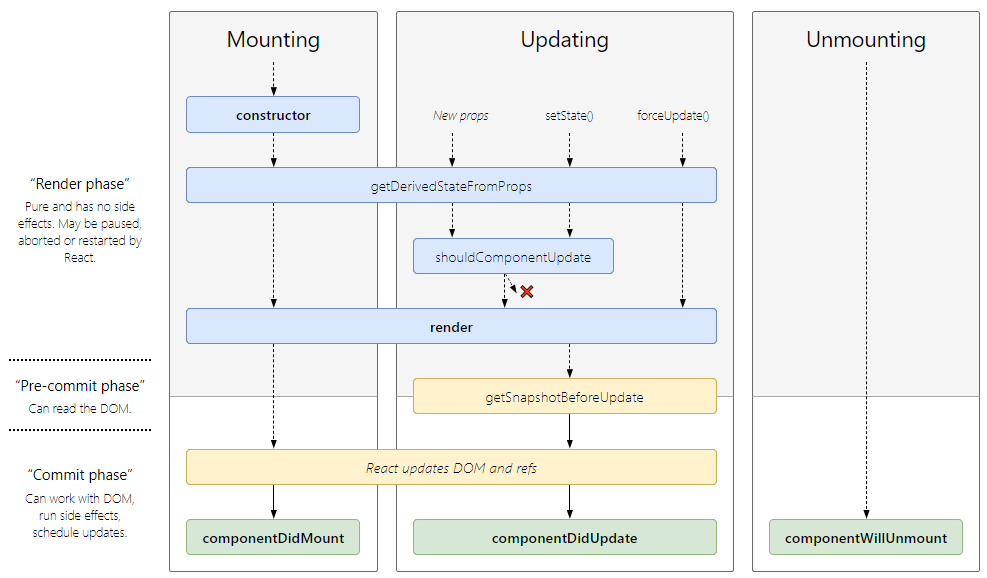 Mounting
Updating
Unmounting
constructor
New props
setState()
forceUpdate()
“Render phase”
Pure and has no side
effects. May be paused,
aborted or restarted by
React.
getDerivedStateFromProps
shouldComponentUpdate
render
“Pre-commit phase”
Can read the DOM.
getSnapshotBeforeUpdate
“Commit phase”
Can work with DOM,
run side effects,
schedule updates.
React updates DOM and refs
componentDidMount
componentDidUpdate
componentWillUnmount